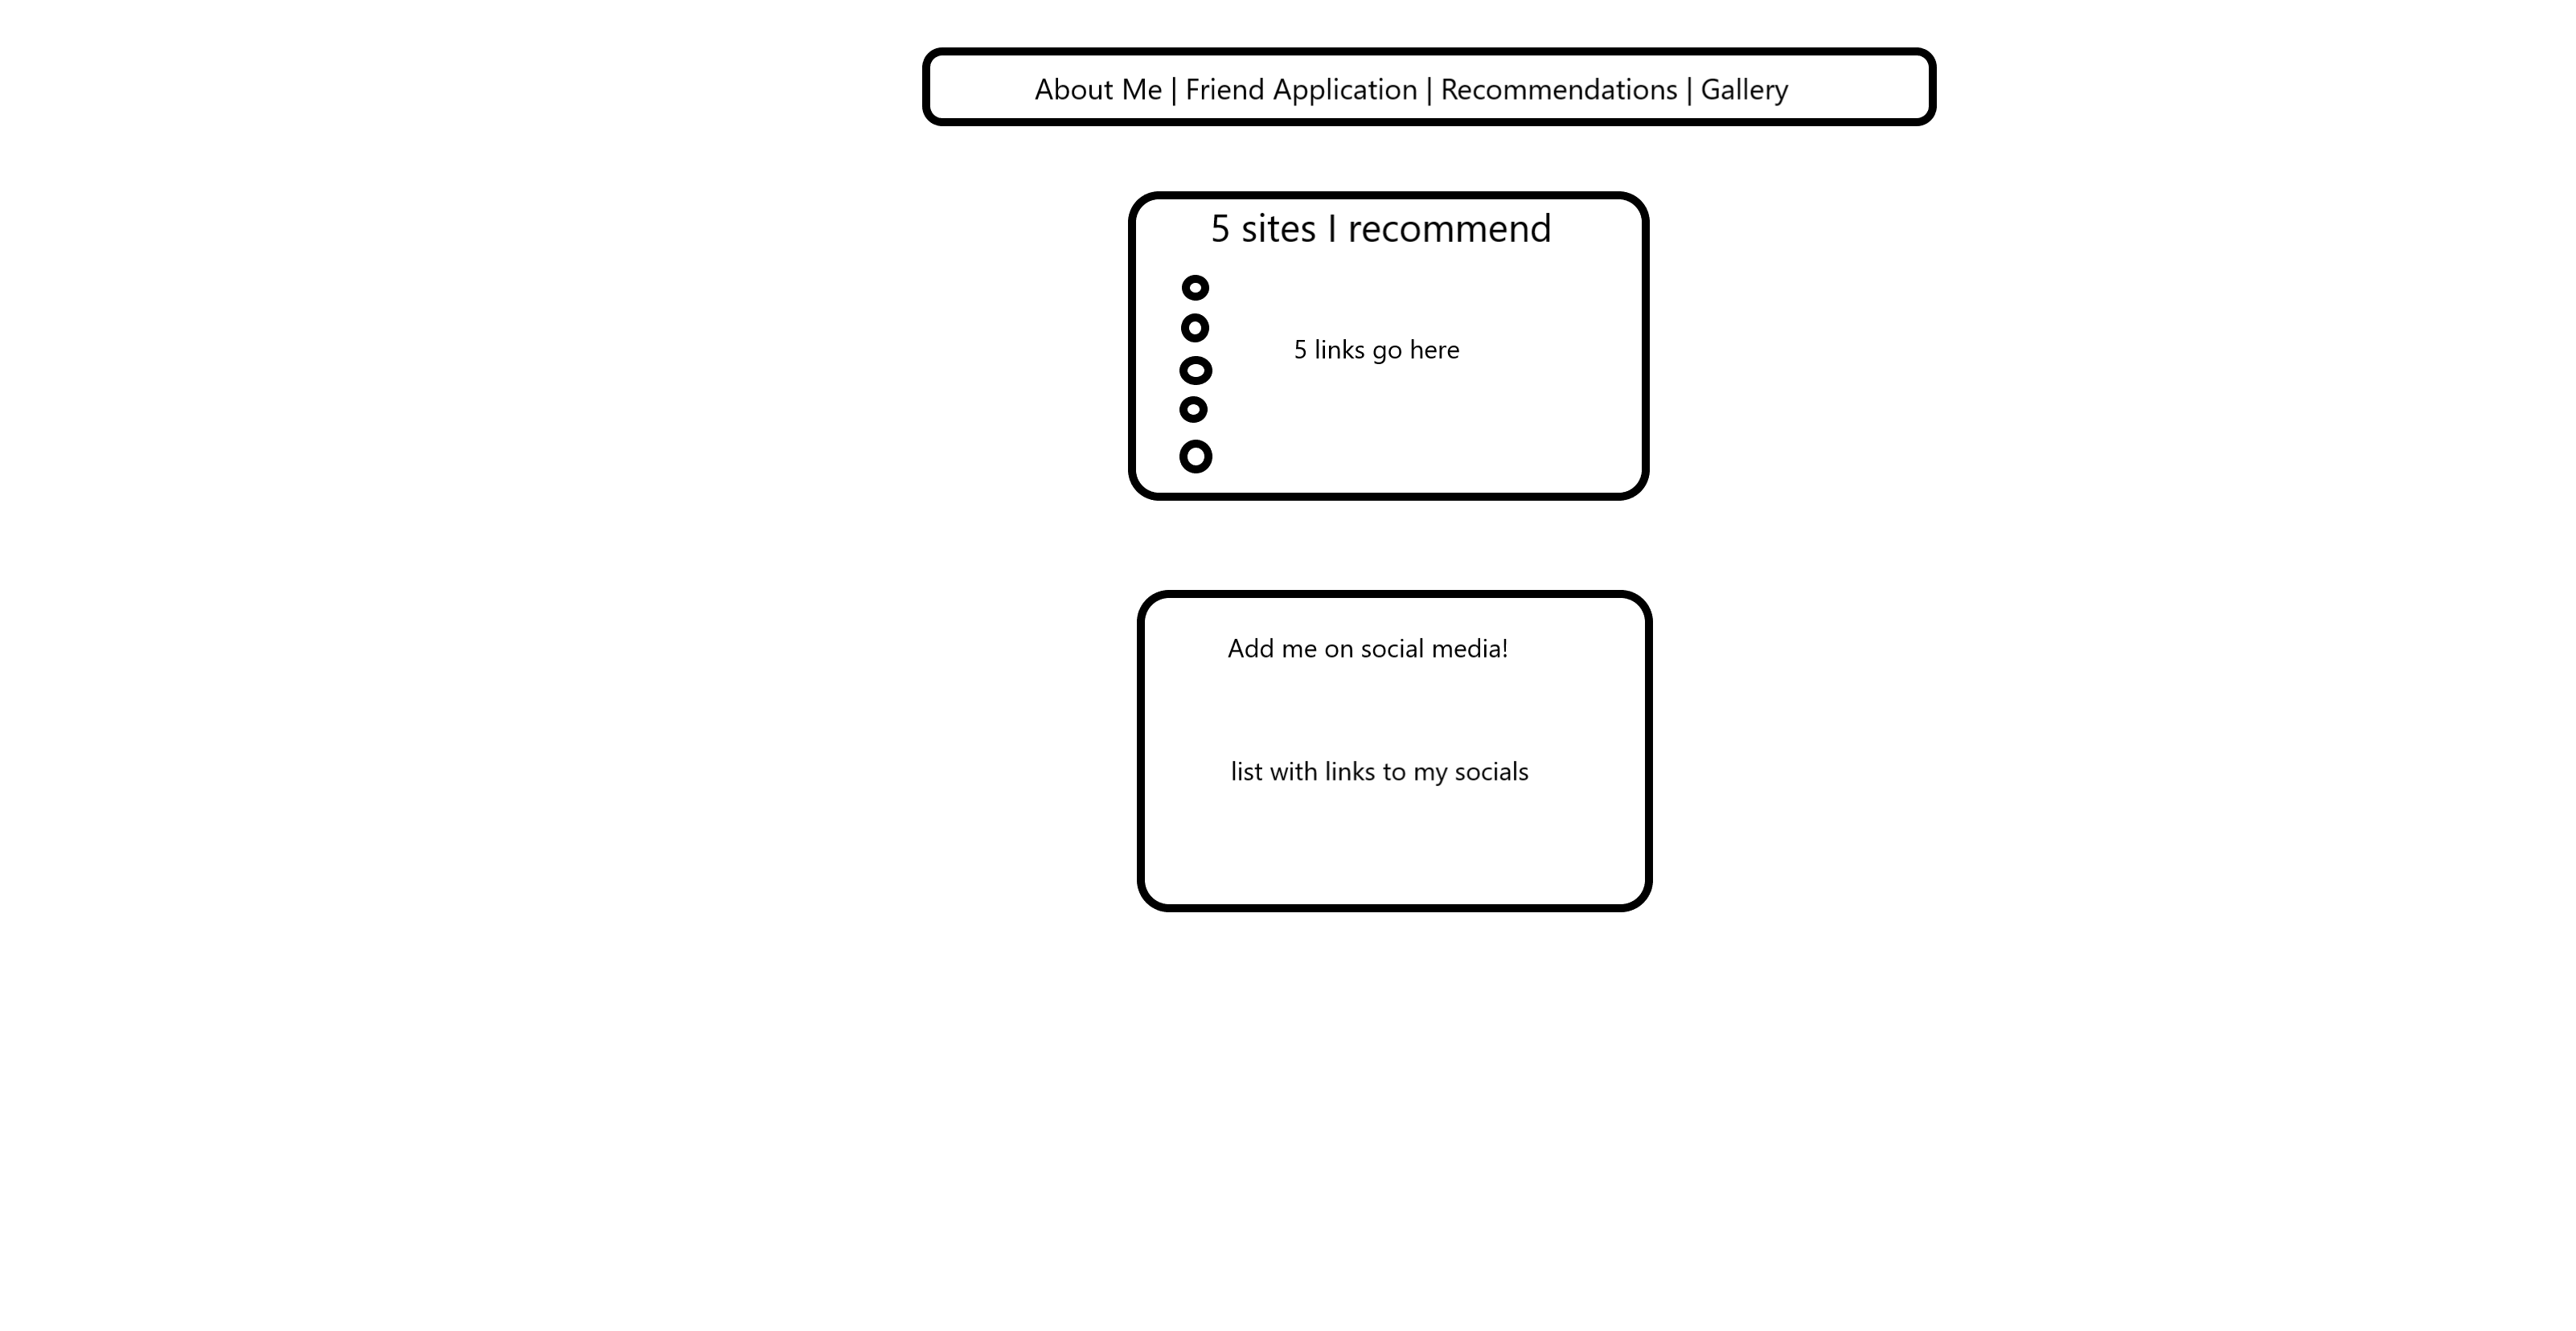 About Me | Friend Application | Recommendations | Gallery
5 sites I recommend
5 links go here
Add me on social media!
list with links to my socials